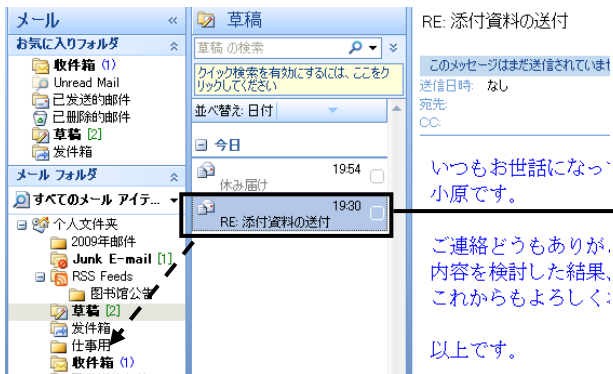 メール «
お気に入りフォルダ
收件箱 (1)
Unread Mail
已发送的邮件
已删除的邮件
草稿 [2]
发件箱
メール フォルダ
すべてのメール アイテ...
个人文件夹
2009年邮件
Junk E-mail [1]
RSS Feeds
图书馆公告
草稿 [2]
发件箱
仕事用
收件箱 (1)
草稿
草稿 の検索
クイック検索を有効にするには、ここをク
リックしてください
並べ替え: 日付
今日
19:54
休み届け
19:30
RE: 添付資料の送付
RE: 添付資料の送付
このメッセージはまだ送信されていませ
送信日時: なし
宛先:
CC:
いつもお世話になって
小原です。
ご連絡どうもありが
内容を検討した結果、
これからもよろしく
以上です。